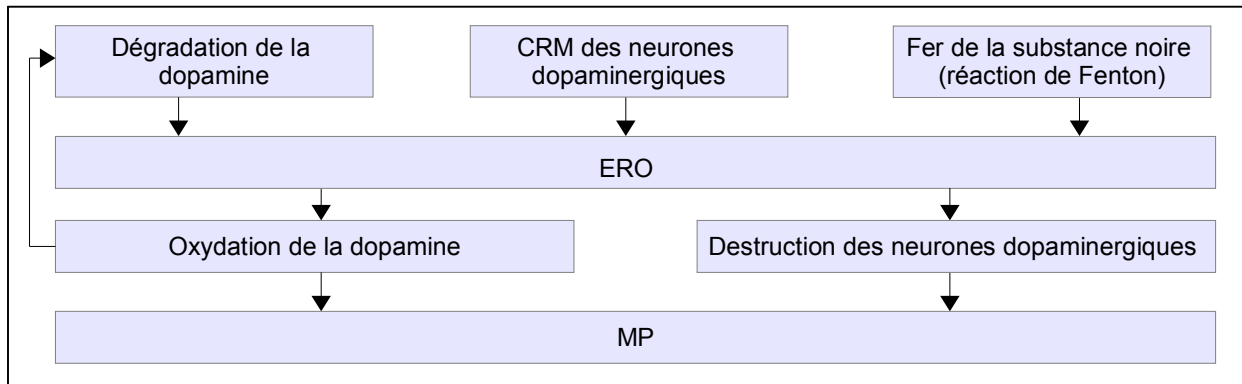 Dégradation de la
dopamine
CRM des neurones
dopaminergiques
Fer de la substance noire
(réaction de Fenton)
ERO
Oxydation de la dopamine
Destruction des neurones dopaminergiques
MP